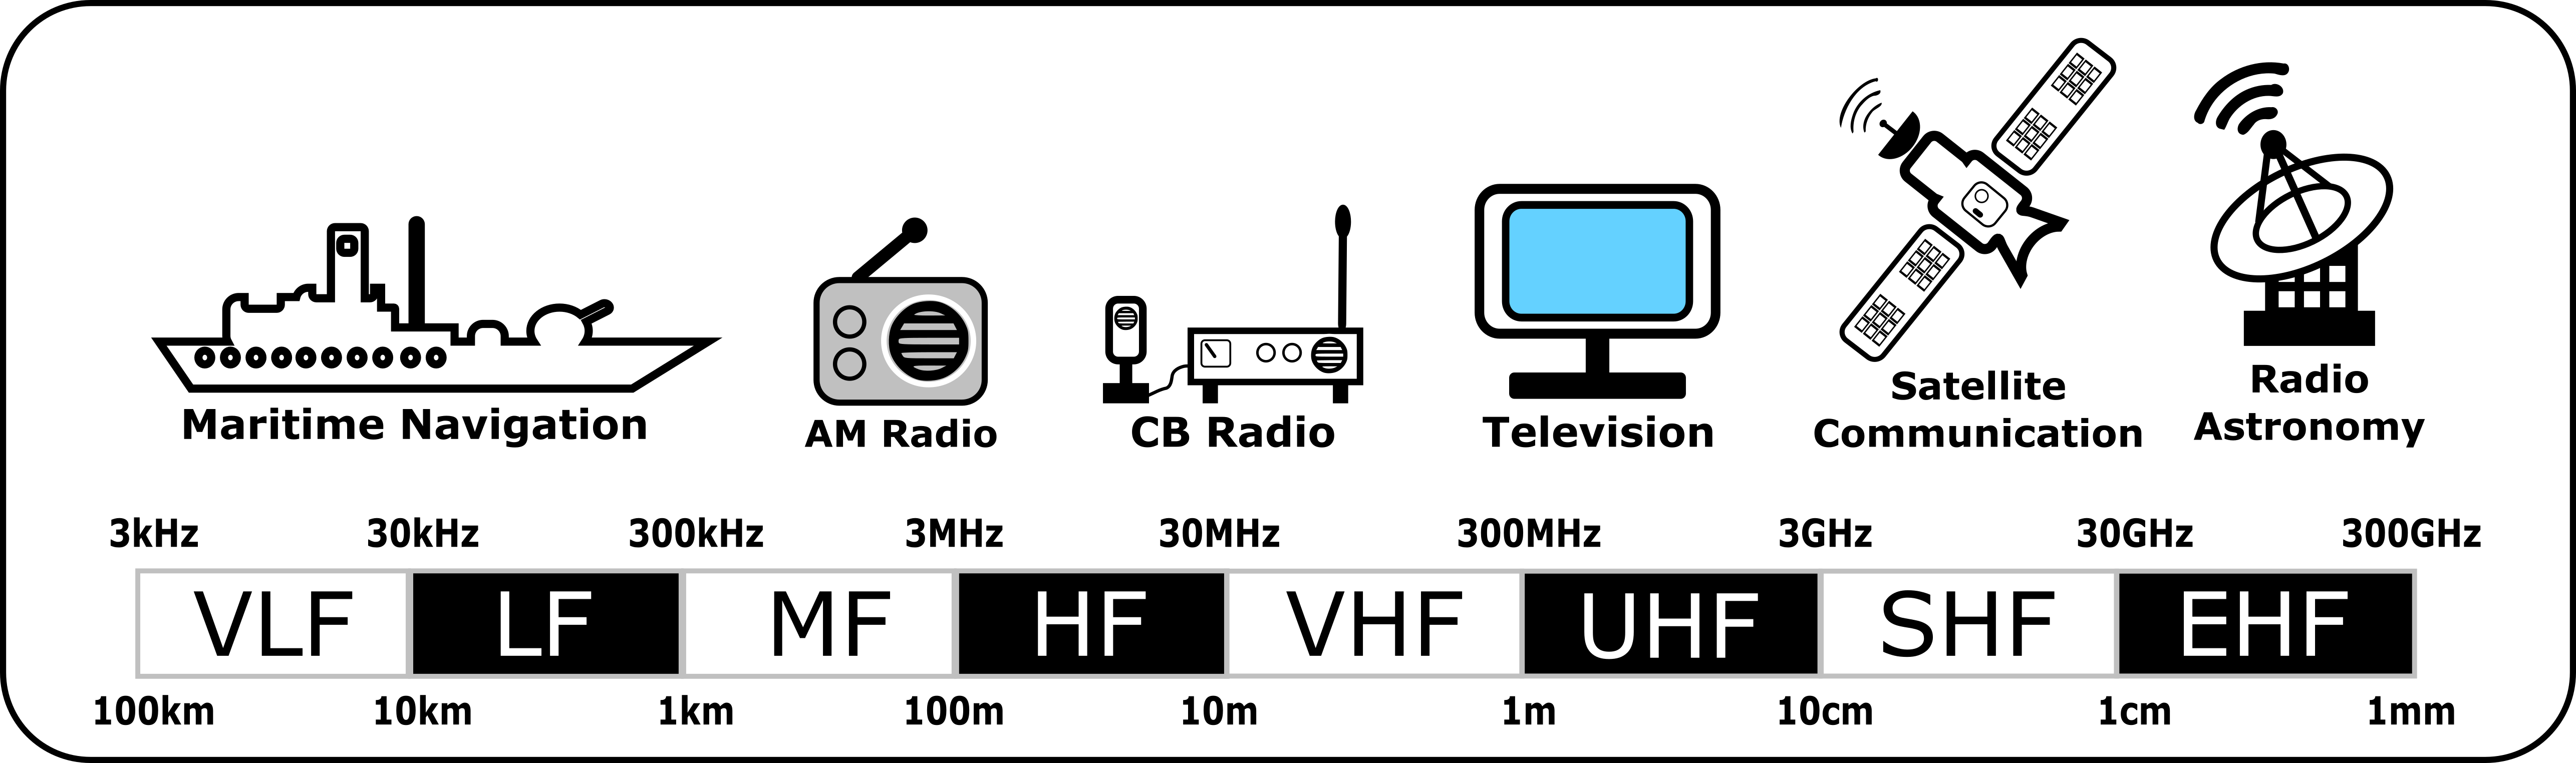 Maritime Navigation
AM Radio
CB Radio
Television
Satellite
Communication
Radio
Astronomy
3kHz 30kHz 300kHz 3MHz 30MHz 300MHz 3GHz 30GHz 300GHz
VLF LF MF HF VHF UHF SHF EHF
100km 10km 1km 100m 10m 1m 10cm 1cm 1mm